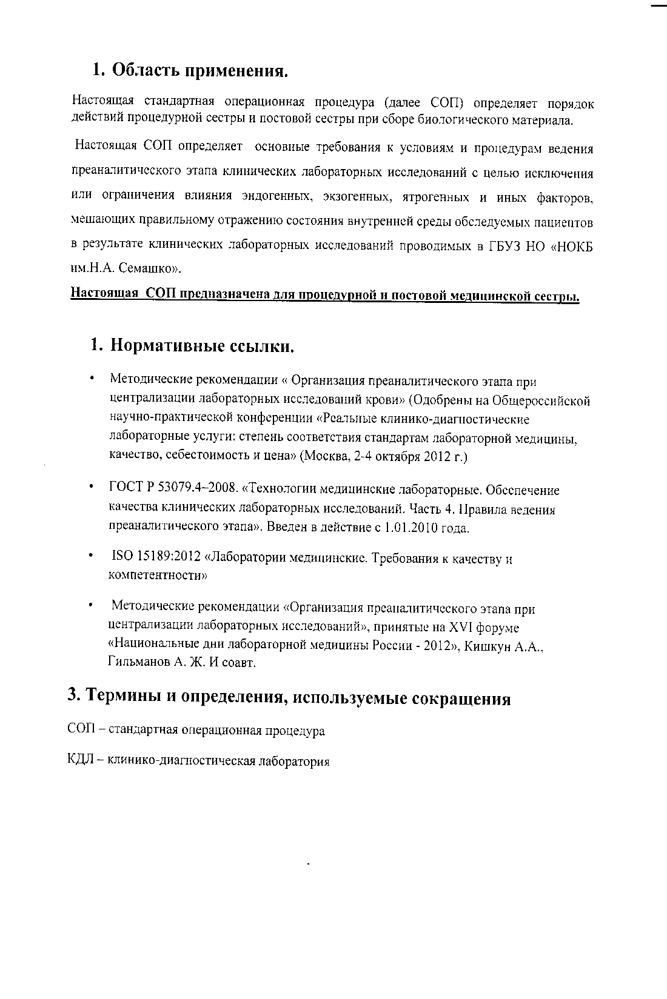 1. Область применения.
Настоящая стандартная операционная процедура (далее СОП) определяет порядок
действий процедурной сестры и постовой сестры при сборе биологического материала.
Настоящая СОП определяет основные требования к условиям и процедурам ведения
преаналитического этапа клинических лабораторных исследований с целью исключения
или ограничения влияния эндогенных, экзогенных, ятрогенных и иных факторов,
мешающих правильному отражению состояния внутренней среды обследуемых пациентов
в результате клинических лабораторных исследований проводимых в ГБУЗ НО «НОКБ
им.Н.А. Семашко».
Настоящая СОП предназначена для процедурной и постовой медицинской сестры.
1. Нормативные ссылки.
• Методические рекомендации « Организация преаналитического этапа при
централизации лабораторных исследований крови» (Одобрены на Общероссийской
научно-практической конференции «Реальные клинико-диагностические
лабораторные услуги: степень соответствия стандартам лабораторной медицины,
качество, себестоимость и цена» (Москва, 2-4 октября 2012 г.)
• ГОСТ Р 53079.4–2008. «Технологии медицинские лабораторные. Обеспечение
качества клинических лабораторных исследований. Часть 4. Правила ведения
преаналитического этапа». Введен в действие с 1.01.2010 года.
• ISO 15189:2012 «Лаборатории медицинские. Требования к качеству и
компетентности»
• Методические рекомендации «Организация преаналитического этапа при
централизации лабораторных исследований», принятые на XVI форуме
«Национальные дни лабораторной медицины России - 2012», Кишкун А.А.,
Гильманов А. Ж. И соавт.
3. Термины и определения, используемые сокращения
СОП – стандартная операционная процедура
КДЛ – клинико-диагностическая лаборатория